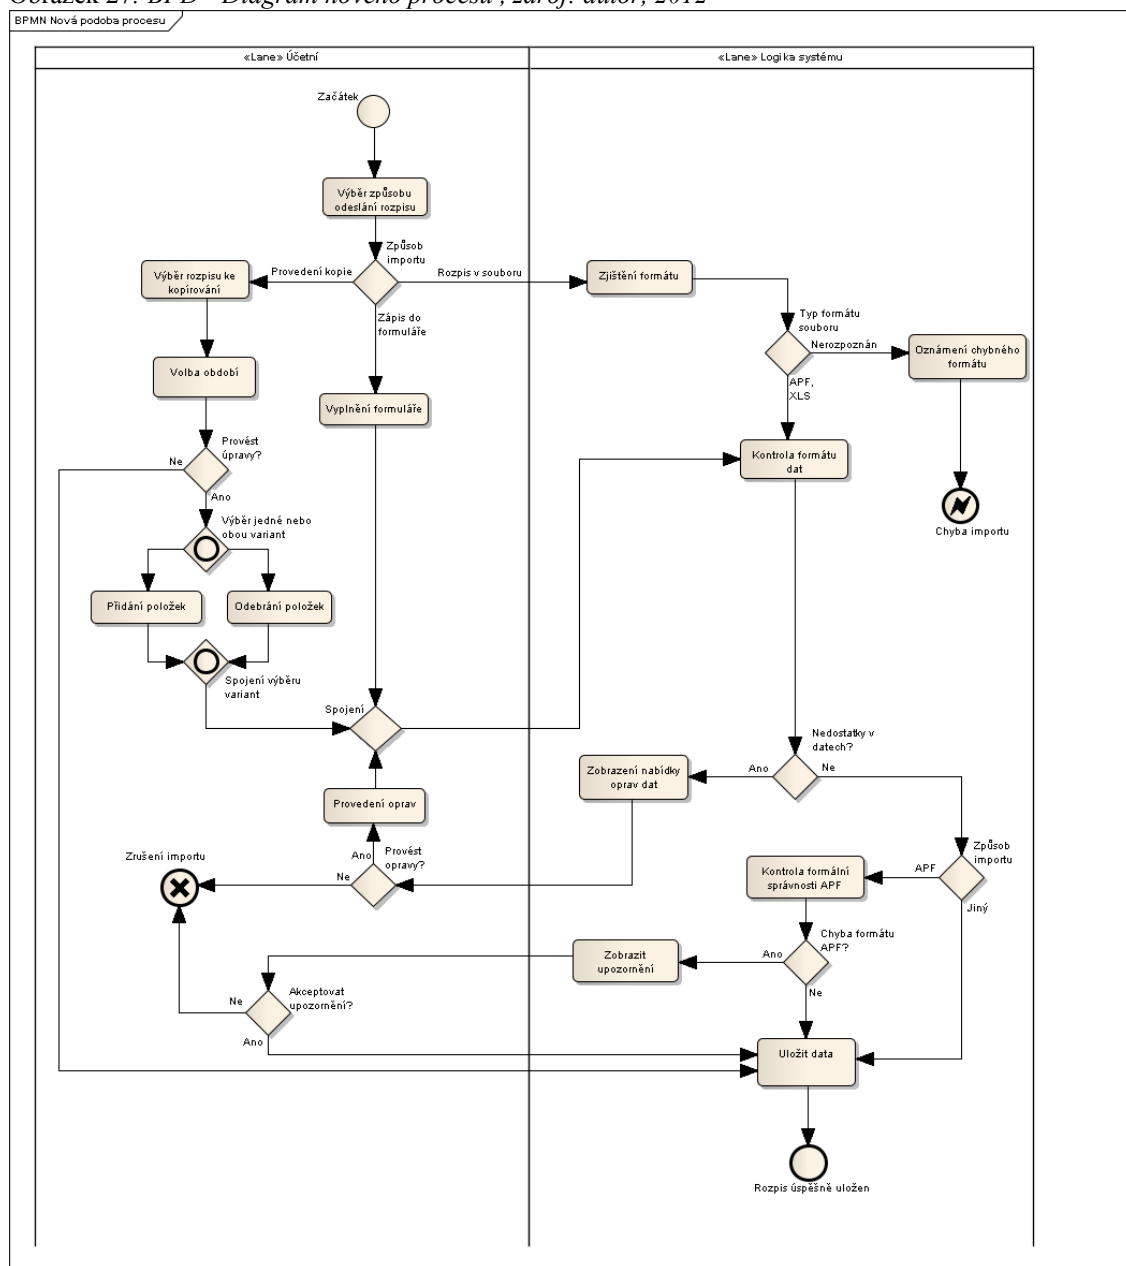 Obrázek 27: BPD - Diagram nového procesu , zdroj: autor, 2012
BPMN Nová podoba procesu
«Lane» Účetní
«Lane» Logika systému
Začátek
Výběr způsobu
odeslání rozpisu
Způsob
importu
Provedení kopie
Rozpis v souboru
Výběr rozpisu ke
kopírování
Zjištění formátu
Zápis do
formuláře
Typ formátu
souboru
Nerozpoznán
Oznámení chybného
formátu
Volba období
APF,
XLS
Vyplnění formuláře
Provést
úpravy?
Ne
Ano
Kontrola formátu
dat
Výběr jedné nebo
obou variant
Chyba importu
Přidání položek
Odebrání položek
Spojení výběru
variant
Spojení
Nedostatky v
datech?
Ano
Ne
Zobrazení nabídky
oprav dat
Provedení oprav
Ano
Provést
opravy?
Ne
Zrušení importu
Způsob
importu
APF
Jiný
Kontrola formální
správnosti APF
Chyba formátu
APF?
Ano
Ne
Zobrazit
upozornění
Akceptovat
upozornění?
Ne
Ano
Uložit data
Rozpis úspěšně uložen